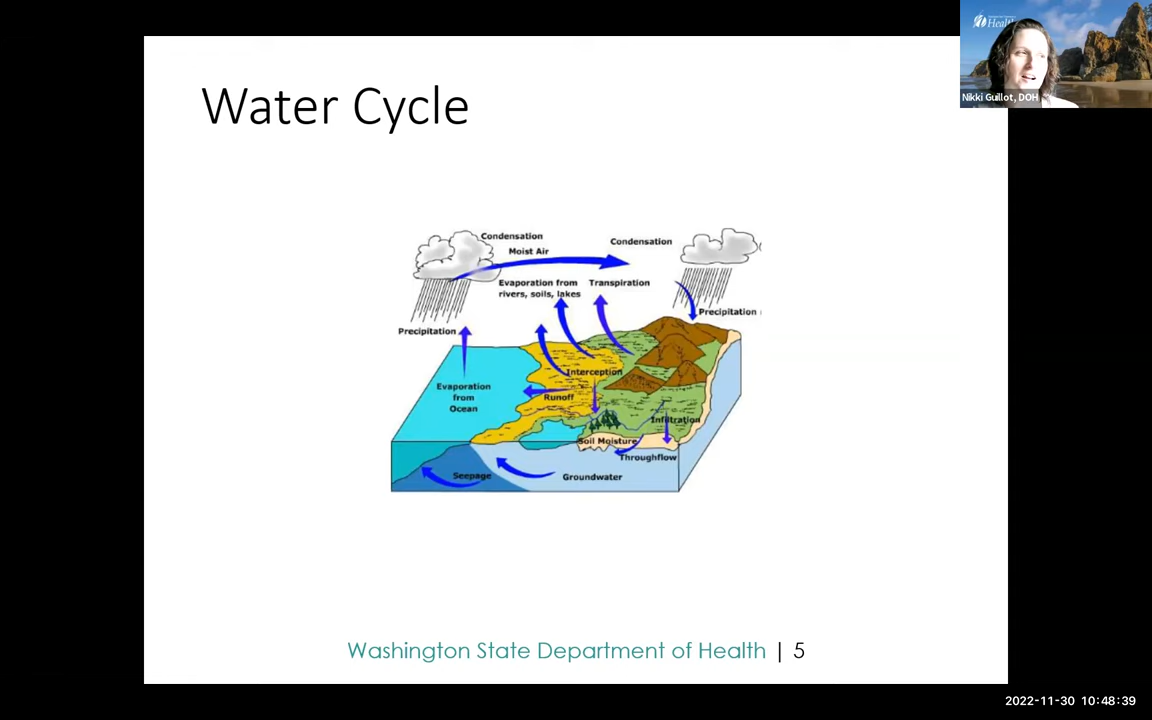 Health
Nikki Guillot, DOH
Water Cycle
Condensation
Moist Air
Condensation
Evaporation from
rivers, soils, lakes
Transpiration
Precipitation
Precipitation
Interception
Evaporation
from
Ocean
Runoff
Infiltration
Soil Moisture
Throughflow
Seepage
Groundwater
Washington State Department of Health | 5
2022-11-30 10:48:39